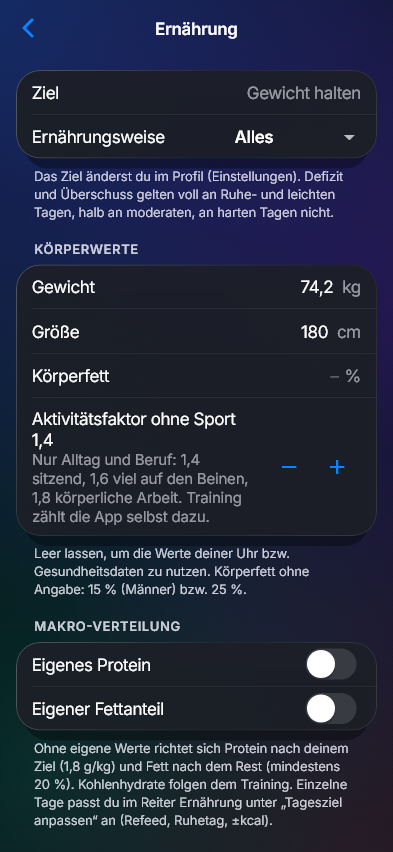 Ernährung
Ziel Gewicht halten
Ernährungsweise Alles
Das Ziel änderst du im Profil (Einstellungen). Defizit
und Überschuss gelten voll an Ruhe- und leichten
Tagen, halb an moderaten, an harten Tagen nicht.
KÖRPERWERTE
Gewicht 74,2 kg
Größe 180 cm
Körperfett – %
Aktivitätsfaktor ohne Sport
1,4
Nur Alltag und Beruf: 1,4
sitzend, 1,6 viel auf den Beinen,
1,8 körperliche Arbeit. Training
zählt die App selbst dazu.
Leer lassen, um die Werte deiner Uhr bzw.
Gesundheitsdaten zu nutzen. Körperfett ohne
Angabe: 15 % (Männer) bzw. 25 %.
MAKRO-VERTEILUNG
Eigenes Protein
Eigener Fettanteil
Ohne eigene Werte richtet sich Protein nach deinem
Ziel (1,8 g/kg) und Fett nach dem Rest (mindestens
20 %). Kohlenhydrate folgen dem Training. Einzelne
Tage passt du im Reiter Ernährung unter „Tagesziel
anpassen“ an (Refeed, Ruhetag, ±kcal).